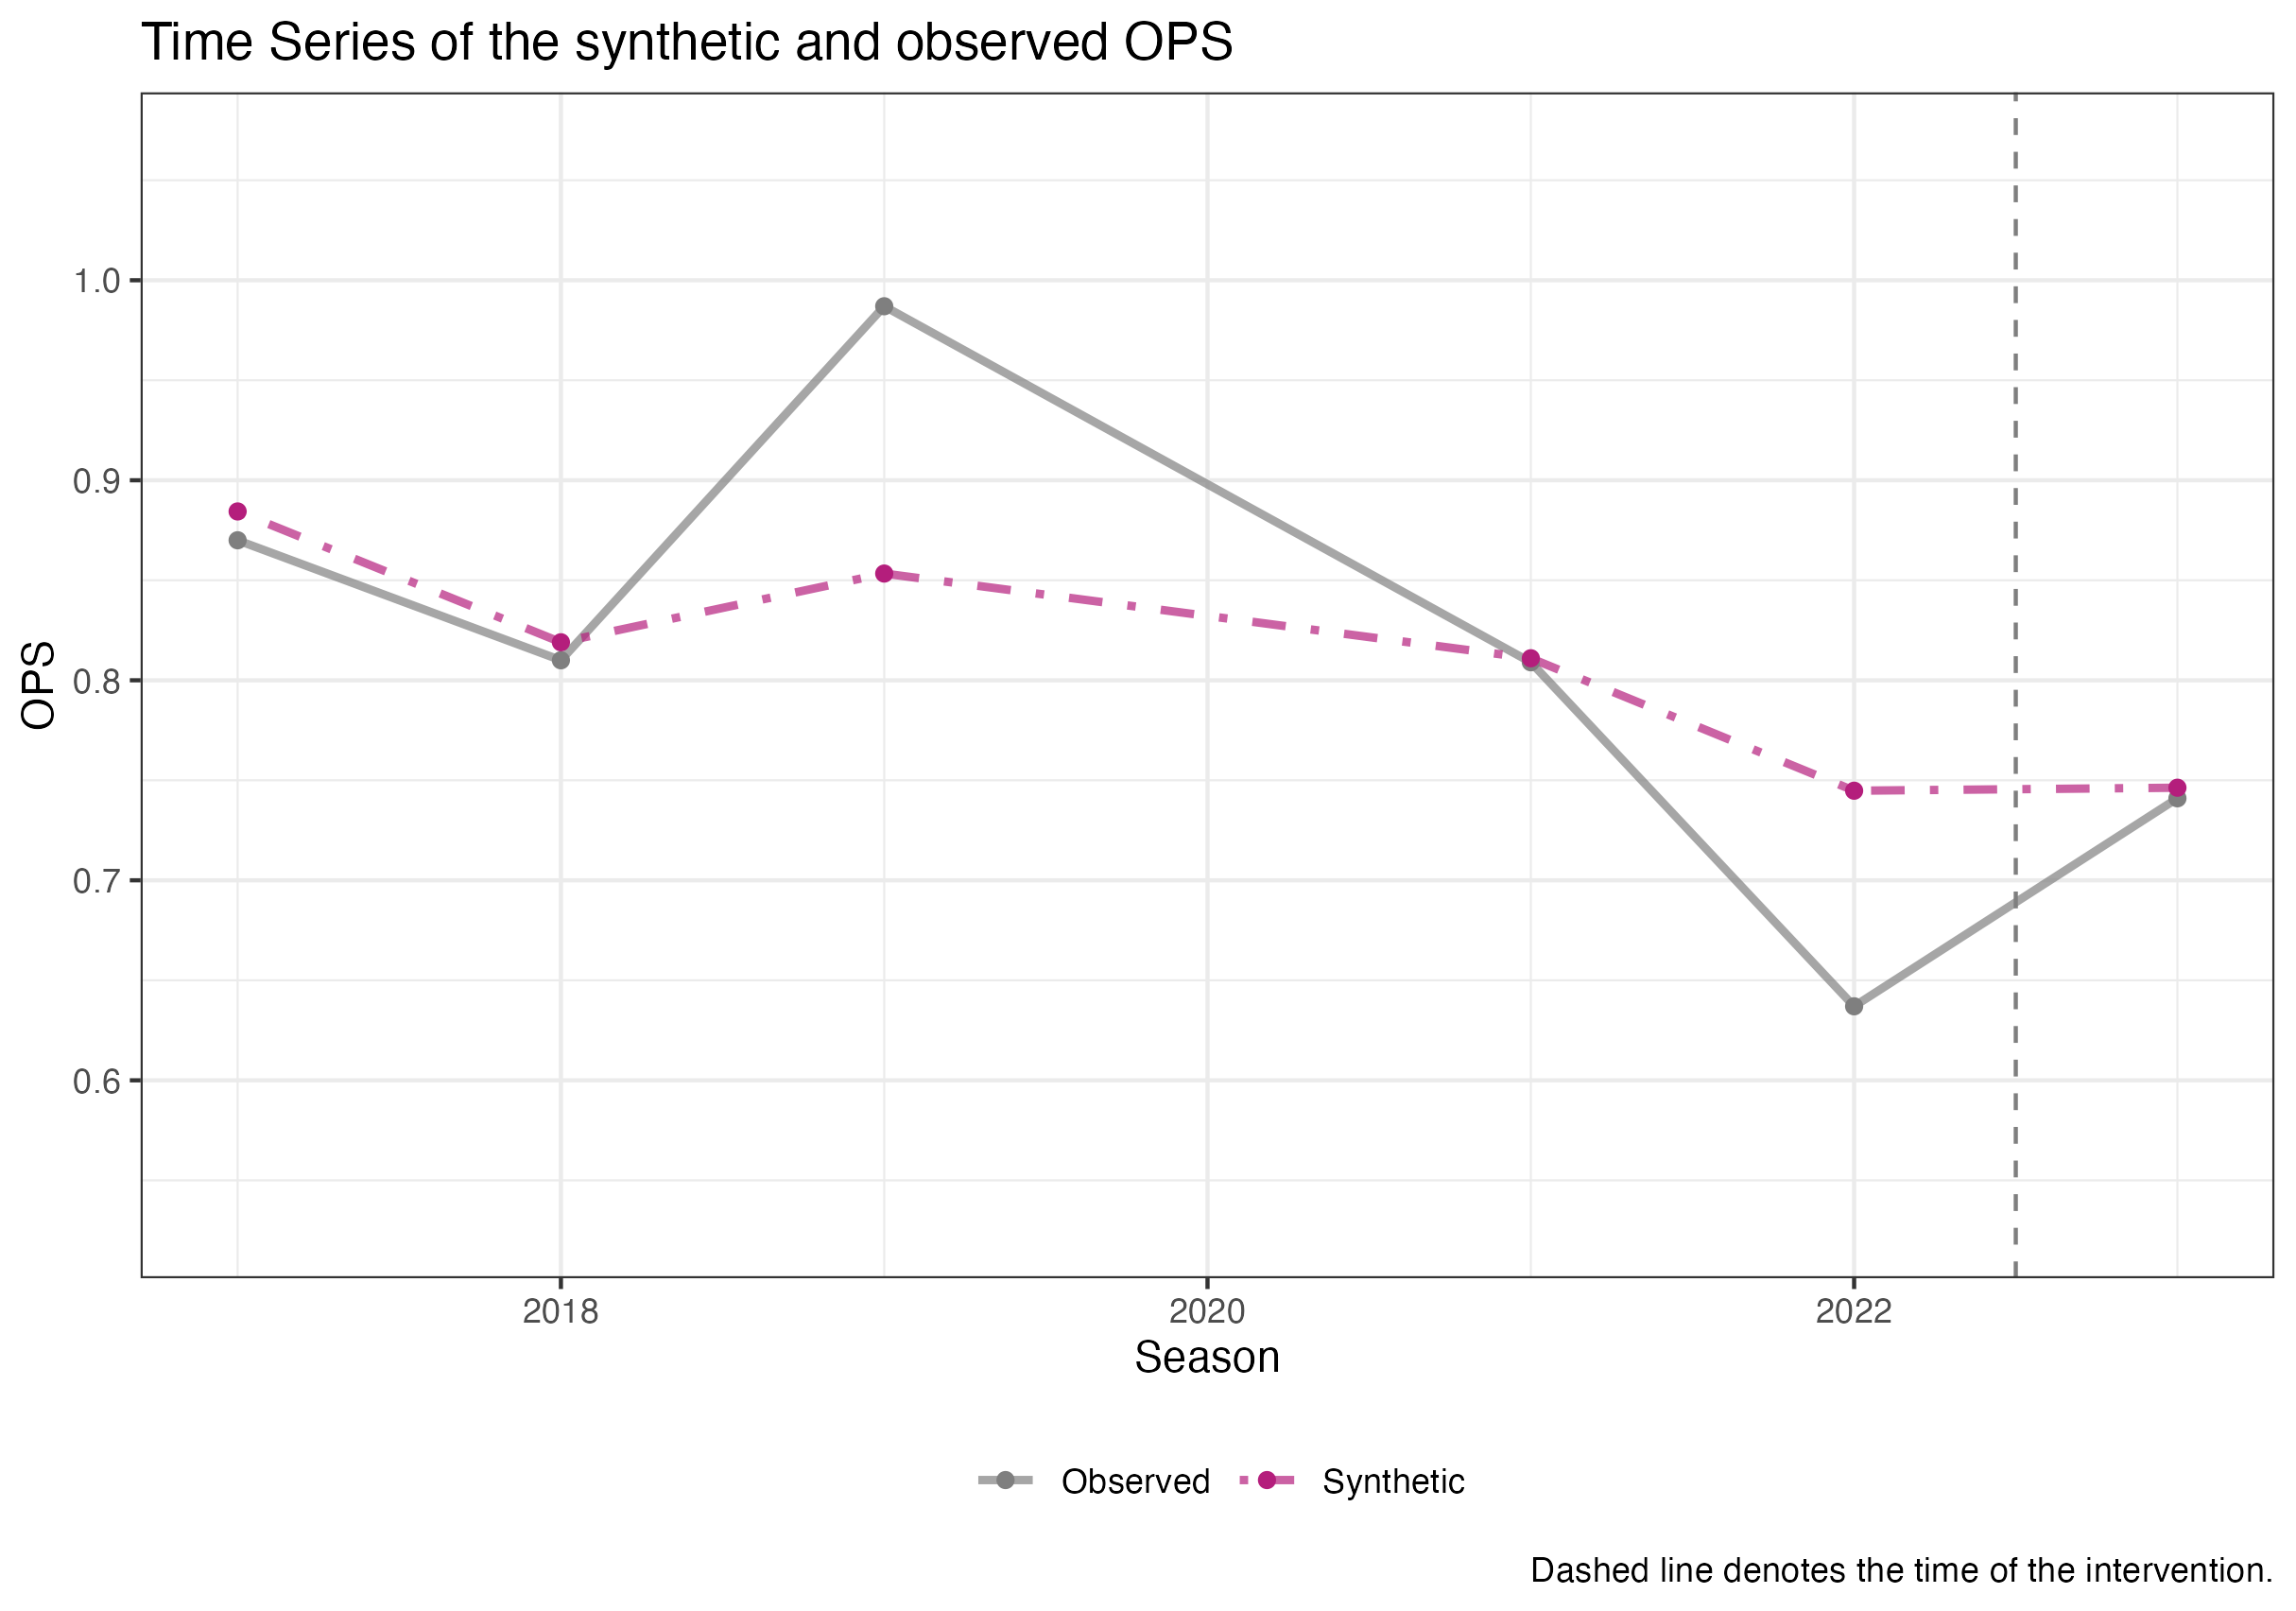 Time Series of the synthetic and observed OPS
OPS
1.0
0.9
0.8
0.7
0.6
2018 2020 2022
Season
Observed Synthetic
Dashed line denotes the time of the intervention.